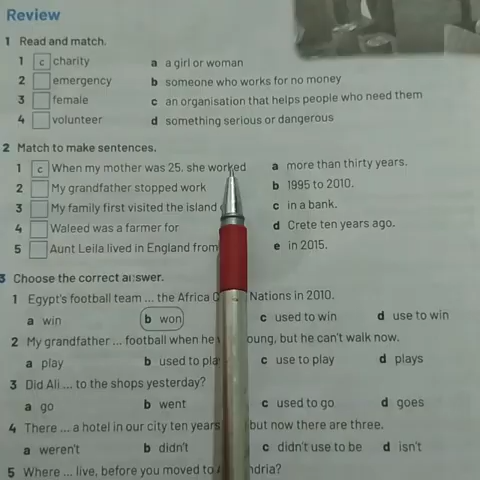 Review
1 Read and match.
1 c charity a a girl or woman
2 emergency b someone who works for no money
3 female c an organisation that helps people who need them
4 volunteer d something serious or dangerous
2 Match to make sentences.
1 c When my mother was 25. she worked a more than thirty years.
2 My grandfather stopped work b 1995 to 2010.
3 My family first visited the island c in a bank.
4 Waleed was a farmer for d Crete ten years ago.
5 Aunt Leila lived in England from e in 2015.
3 Choose the correct answer.
1 Egypt's football team ... the Africa Nations in 2010.
a win b won c used to win d use to win
2 My grandfather ... football when he but he can't walk now.
a play b used to c use to play d plays
3 Did Ali ... to the shops yesterday?
a go b went c used to go d goes
4 There ... a hotel in our city ten years but now there are three.
a weren't b didn't c didn't use to be d isn't
5 Where ... live, before you moved to